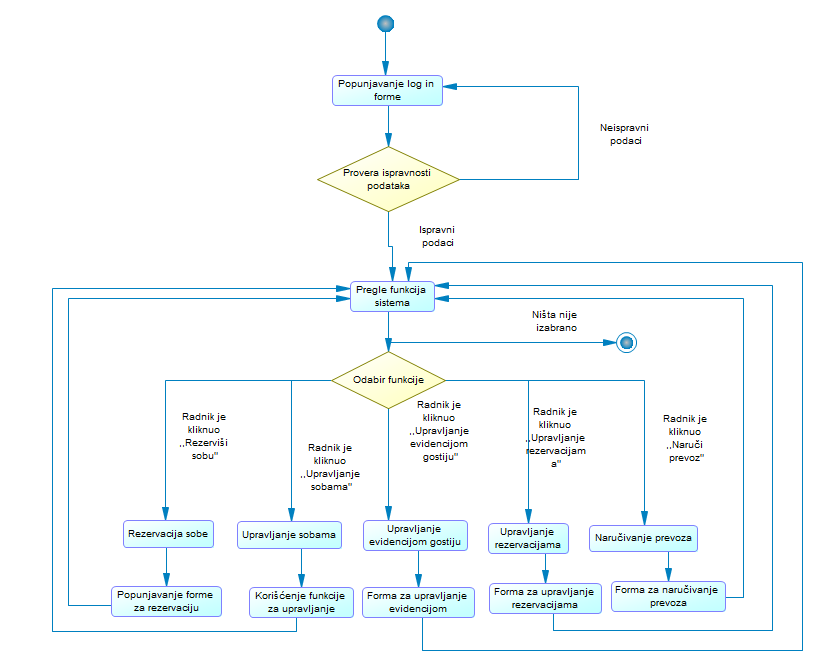 Popunjavanje log in
forme
Neispravni
podaci
Provera ispravnosti
podataka
Ispravni
podaci
Pregle funkcija
sistema
Ništa nije
izabrano
Odabir funkcije
Radnik je
kliknuo
,,Rezerviši
sobu"
Radnik je
kliknuo
,,Upravljanje
sobama"
Radnik je
kliknuo
,,Upravljanje
evidencijom
gostiju"
Radnik je
kliknuo
,,Upravljanje
rezervacijam
a"
Radnik je
kliknuo
,,Naruči
prevoz"
Rezervacija sobe
Upravljanje sobama
Upravljanje
evidencijom gostiju
Upravljanje
rezervacijama
Naručivanje prevoza
Popunjavanje forme
za rezervaciju
Korišćenje funkcije
za upravljanje
Forma za upravljanje
evidencijom
Forma za upravljanje
rezervacijama
Forma za naručivanje
prevoza